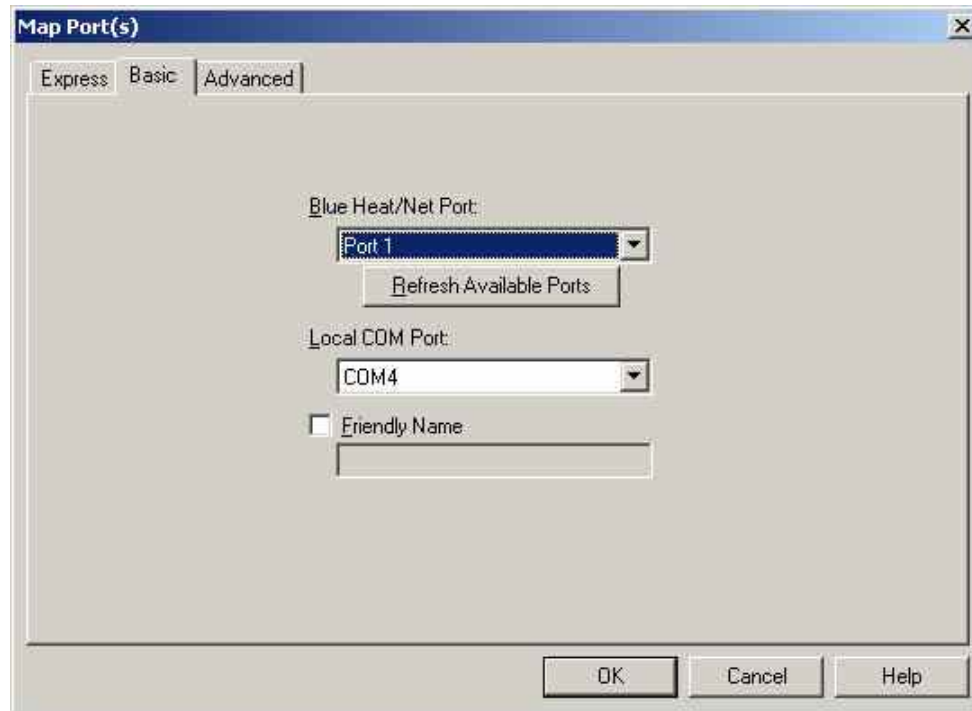 Map Port(s)
Express Basic Advanced
Blue Heat/Net Port:
Port 1
Refresh Available Ports
Local COM Port:
COM4
Friendly Name
OK Cancel Help